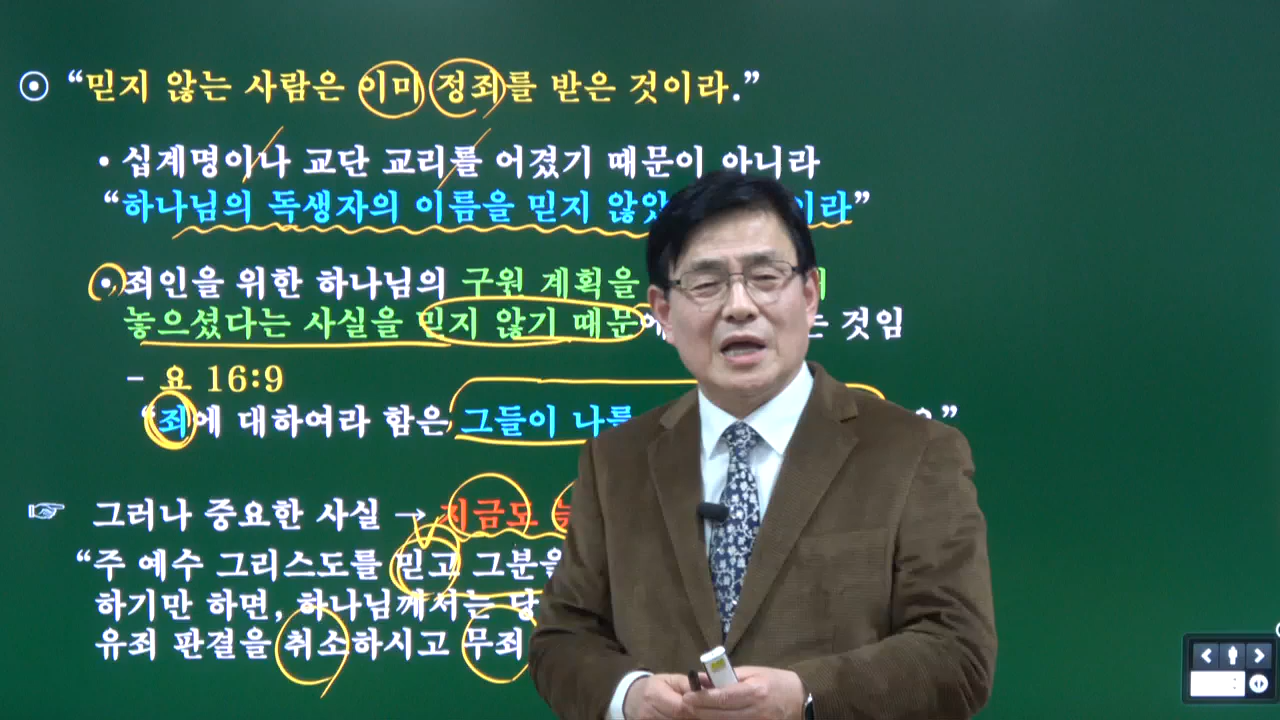 ⊙ “믿지 않는 사람은 이미 정죄를 받은 것이라.”
• 십계명이나 교단 교리를 어겼기 때문이 아니라
“하나님의 독생자의 이름을 믿지 않았 이라”
• 죄인을 위한 하나님의 구원 계획을
놓으셨다는 사실을 믿지 않기 때문에 는 것임
– 요 16:9
“죄에 대하여라 함은 그들이 나를 ”
☞ 그러나 중요한 사실 → 지금도
“주 예수 그리스도를 믿고 그분을
하기만 하면, 하나님께서는 당
유죄 판결을 취소하시고 무죄